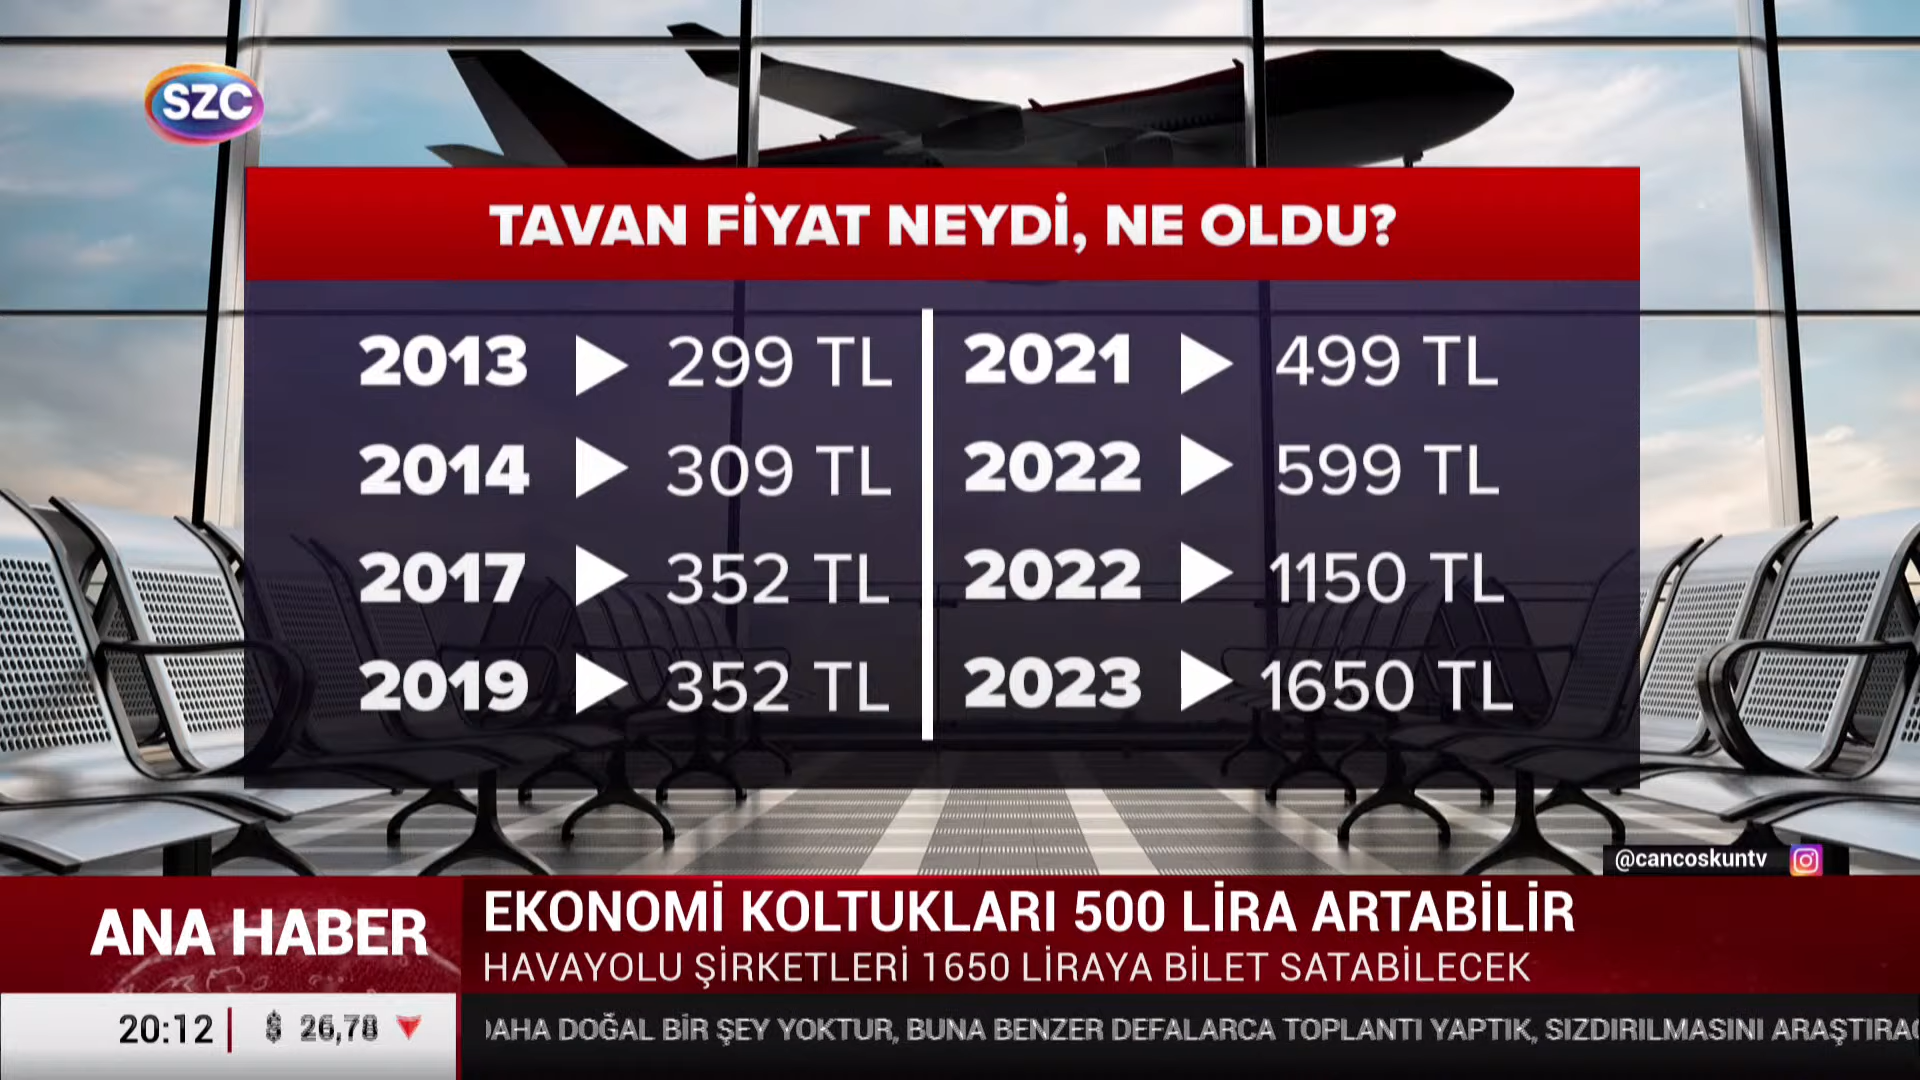 SZC
TAVAN FİYAT NEYDİ, NE OLDU?
2013 ▶ 299 TL
2014 ▶ 309 TL
2017 ▶ 352 TL
2019 ▶ 352 TL
2021 ▶ 499 TL
2022 ▶ 599 TL
2022 ▶ 1150 TL
2023 ▶ 1650 TL
@cancoskuntv
ANA HABER
EKONOMİ KOLTUKLARI 500 LİRA ARTABİLİR
HAVAYOLU ŞİRKETLERİ 1650 LİRAYA BİLET SATABİLECEK
20:12 $ 26,78 ▼
DAHA DOĞAL BİR ŞEY YOKTUR, BUNA BENZER DEFALARCA TOPLANTI YAPTIK, SIZDIRILMASINI